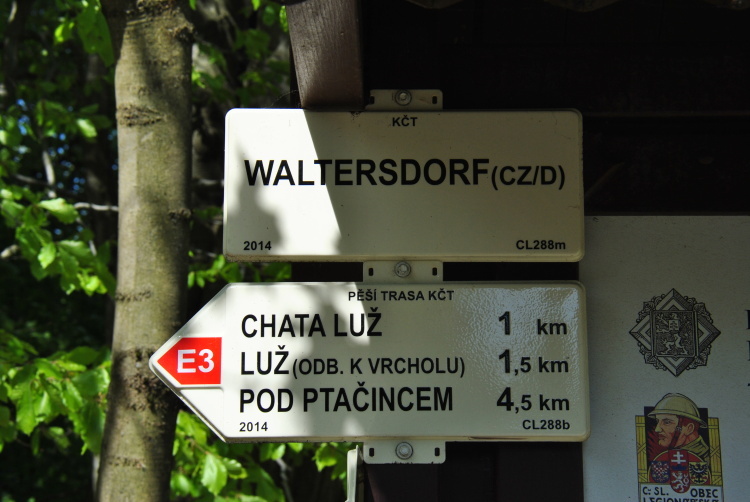 KČT
WALTERSDORF(CZ/D)
2014 CL288m
PĚŠÍ TRASA KČT
E3
CHATA LUŽ 1 km
LUŽ (ODB. K VRCHOLU) 1,5 km
POD PTAČINCEM 4,5 km
2014 CL288b
Č: SL. OBEC